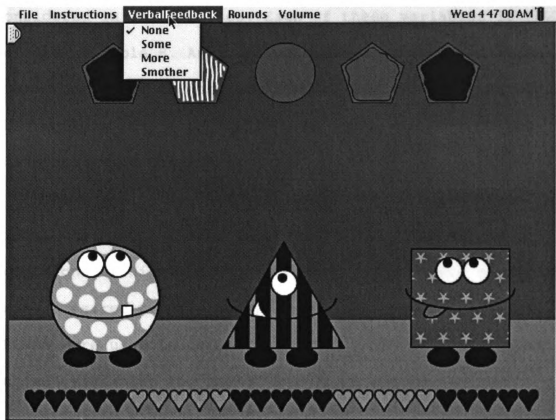 File Instructions VerbalFeedback Rounds Volume Wed 4 47 00 AM
✓ None
Some
More
Smother